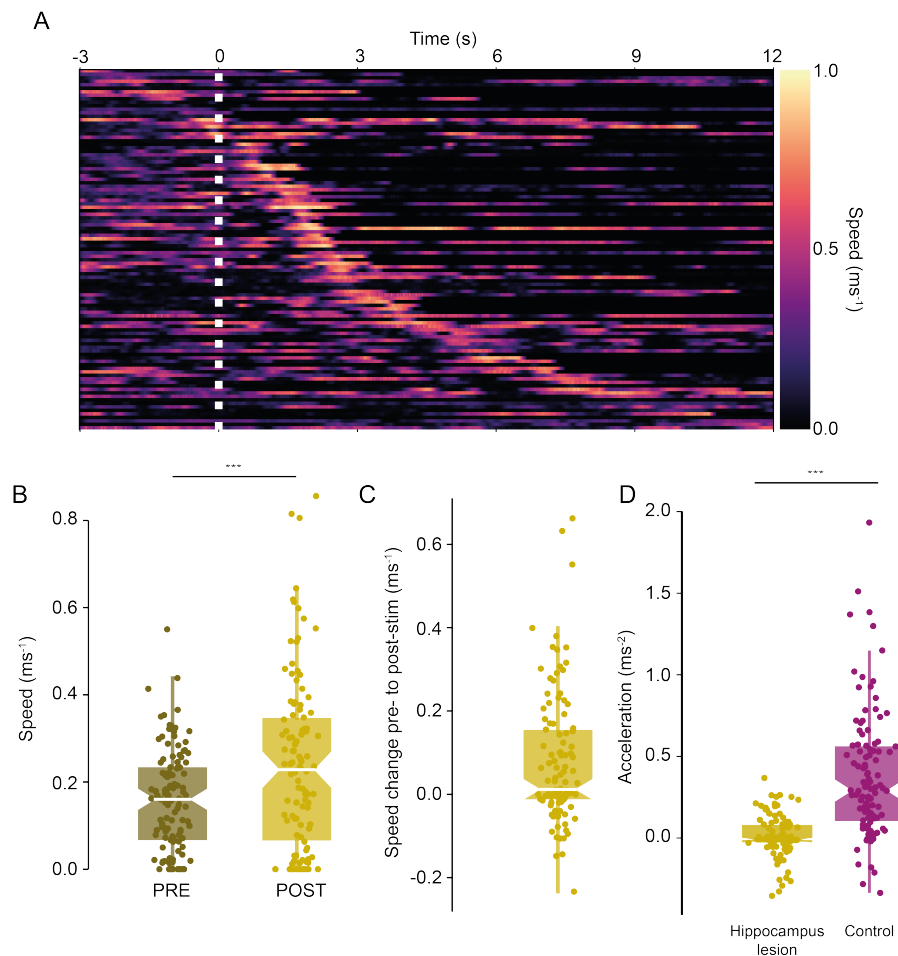 A
Time (s)
-3 0 3 6 9 12
1.0
0.5
0.0
Speed (ms⁻¹)
B
***
0.8
0.6
0.4
0.2
0.0
Speed (ms⁻¹)
PRE POST
C
0.6
0.4
0.2
0.0
-0.2
Speed change pre- to post-stim (ms⁻¹)
D
***
2.0
1.5
1.0
0.5
0.0
Acceleration (ms⁻²)
Hippocampus
lesion
Control